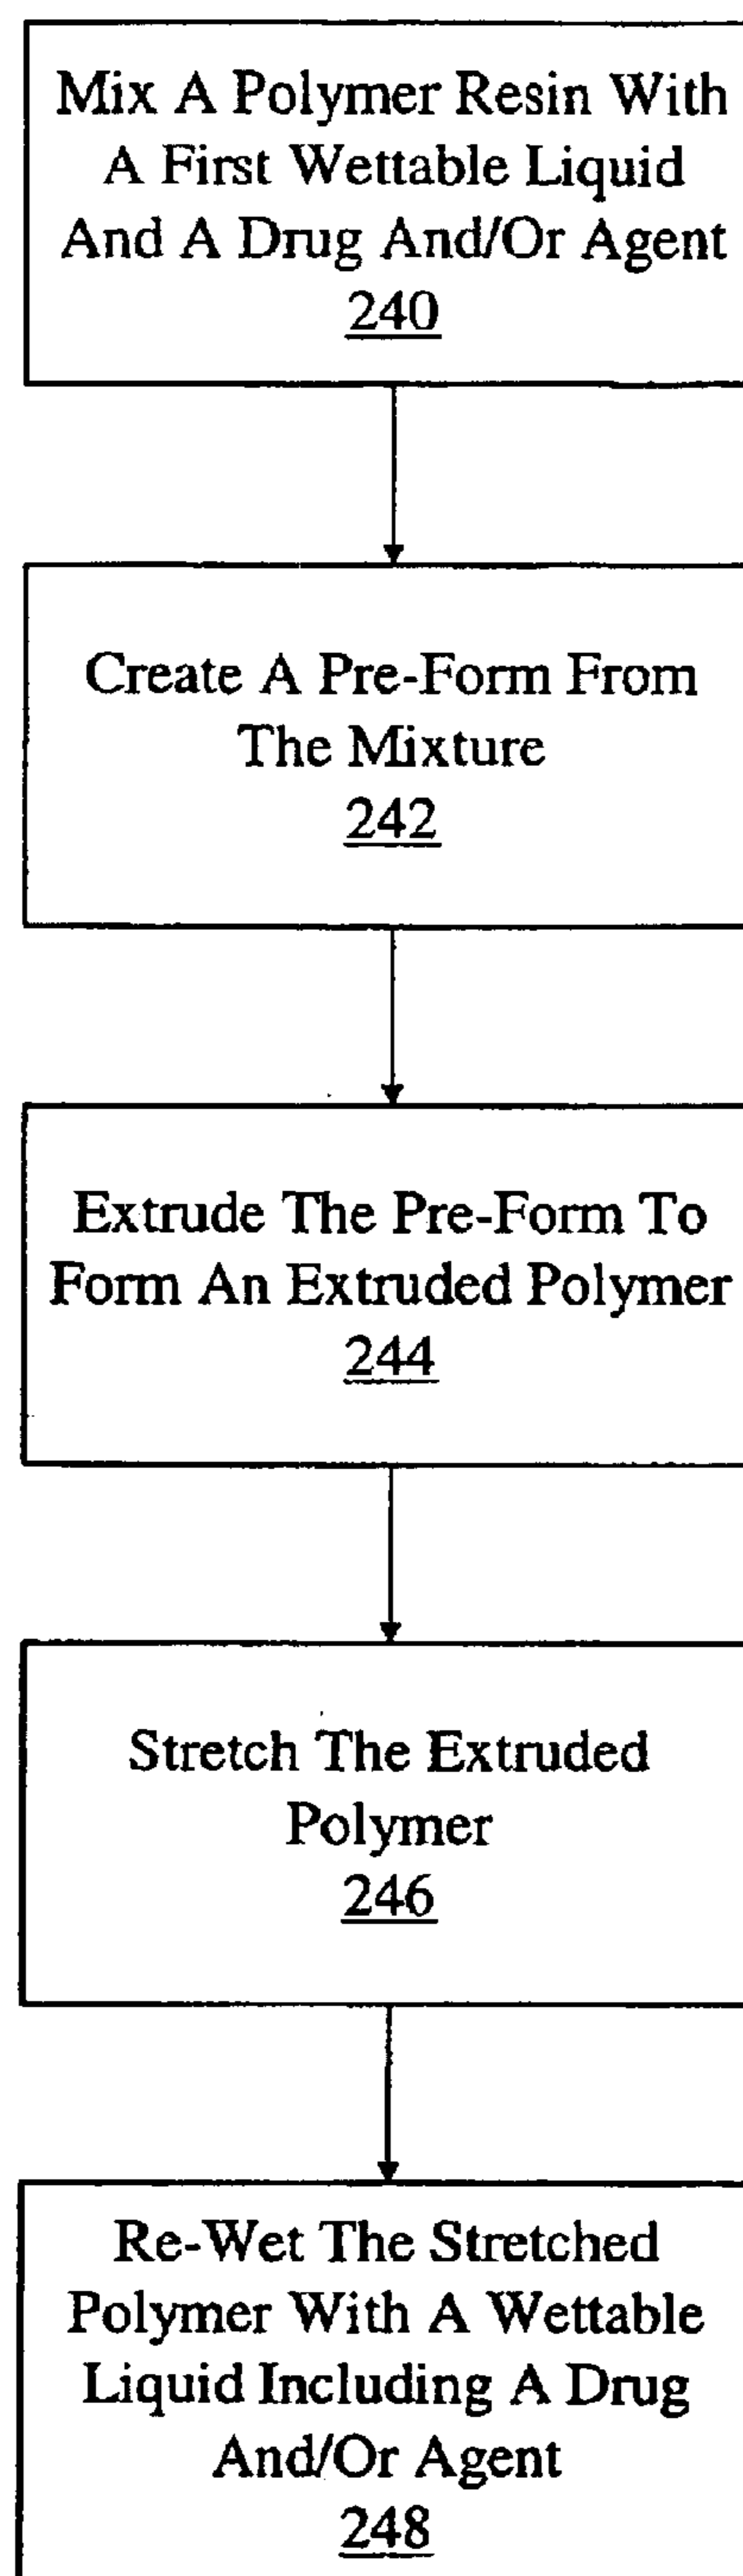 Mix A Polymer Resin With
A First Wettable Liquid
And A Drug And/Or Agent
240
Create A Pre-Form From
The Mixture
242
Extrude The Pre-Form To
Form An Extruded Polymer
244
Stretch The Extruded
Polymer
246
Re-Wet The Stretched
Polymer With A Wettable
Liquid Including A Drug
And/Or Agent
248